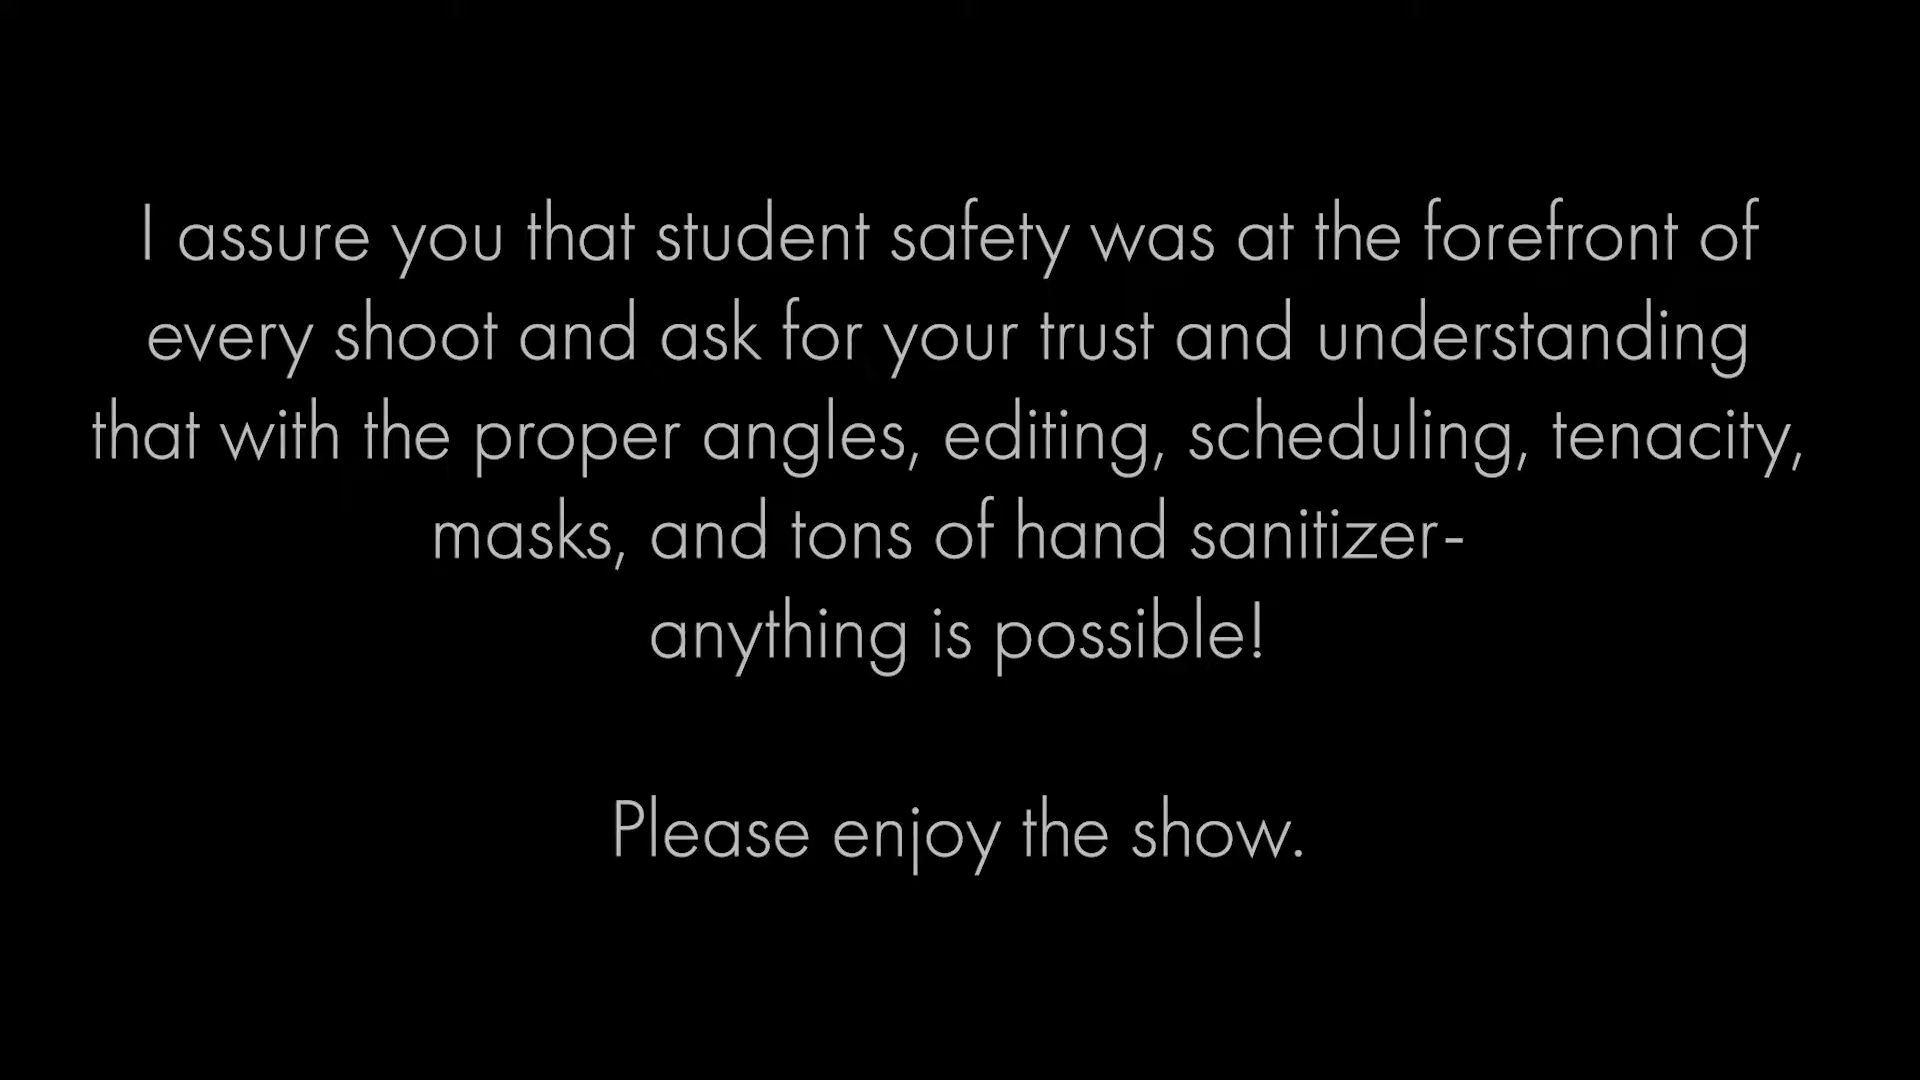 I assure you that student safety was at the forefront of
every shoot and ask for your trust and understanding
that with the proper angles, editing, scheduling, tenacity,
masks, and tons of hand sanitizer-
anything is possible!
Please enjoy the show.